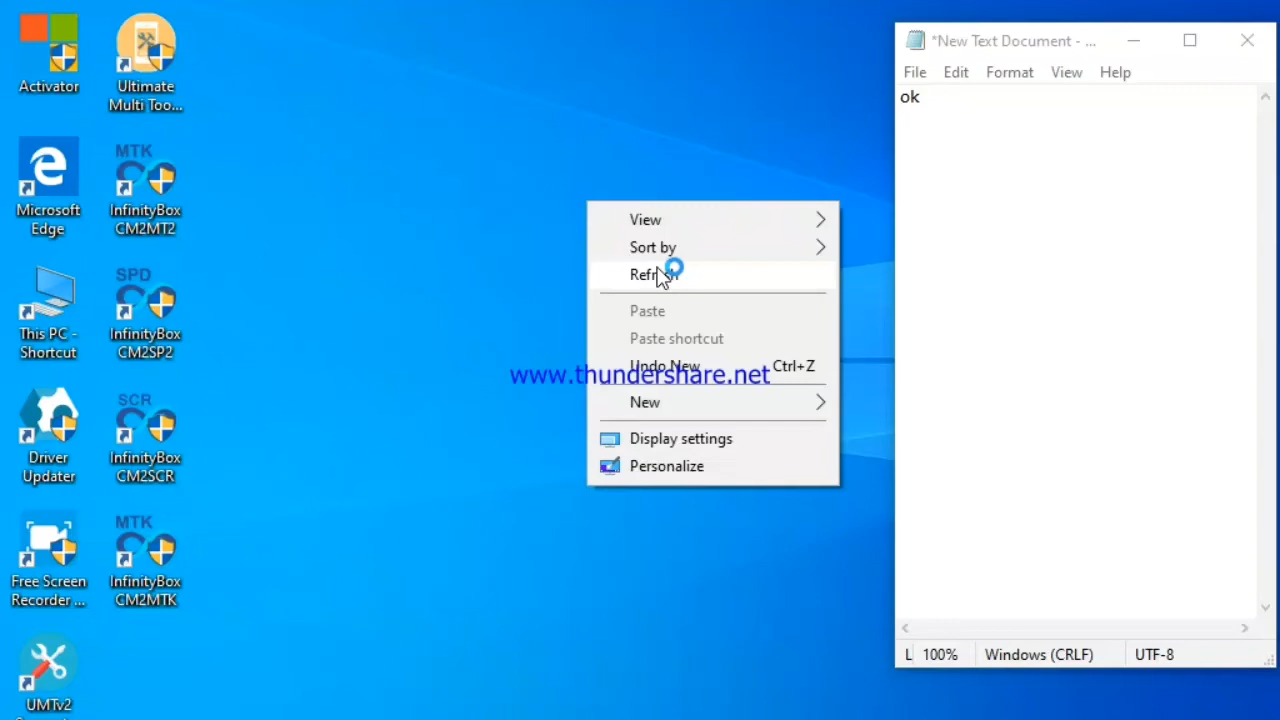 Activator
Ultimate
Multi Too...
Microsoft
Edge
MTK
InfinityBox
CM2MT2
This PC -
Shortcut
SPD
InfinityBox
CM2SP2
Driver
Updater
SCR
InfinityBox
CM2SCR
Free Screen
Recorder ...
MTK
InfinityBox
CM2MTK
UMTv2
View
Sort by
Refresh
Paste
Paste shortcut
Undo New Ctrl+Z
www.thundershare.net
New
Display settings
Personalize
*New Text Document - ...
File Edit Format View Help
ok
L 100% Windows (CRLF) UTF-8